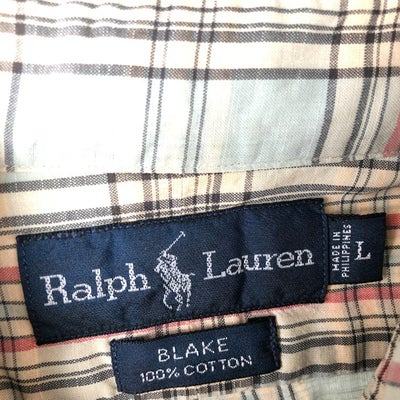 Ralph Lauren
MADE IN
PHILIPPINES
L
BLAKE
100% COTTON